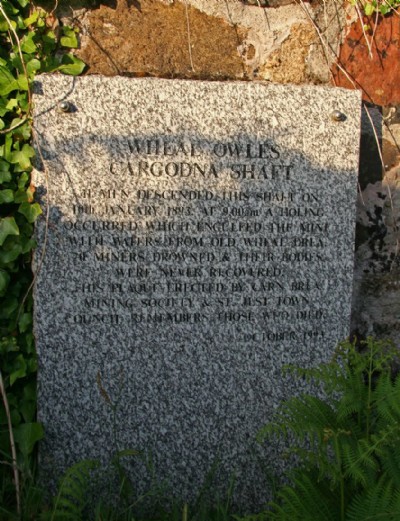 WHEAL OWLES
CARGODNA SHAFT
MEN DESCENDED THIS SHAFT ON
10th JANUARY 1893. AT 9.00am A HOLING
OCCURRED WHICH ENGULFED THE MINE
WITH WATERS FROM OLD WHEAL DREA.
MINERS DROWNED & THEIR BODIES
WERE NEVER RECOVERED.
THIS PLAQUE ERECTED BY CARN BREA
MINING SOCIETY & ST. JUST TOWN
COUNCIL REMEMBERS THOSE WHO DIED.
OCTOBER 1993